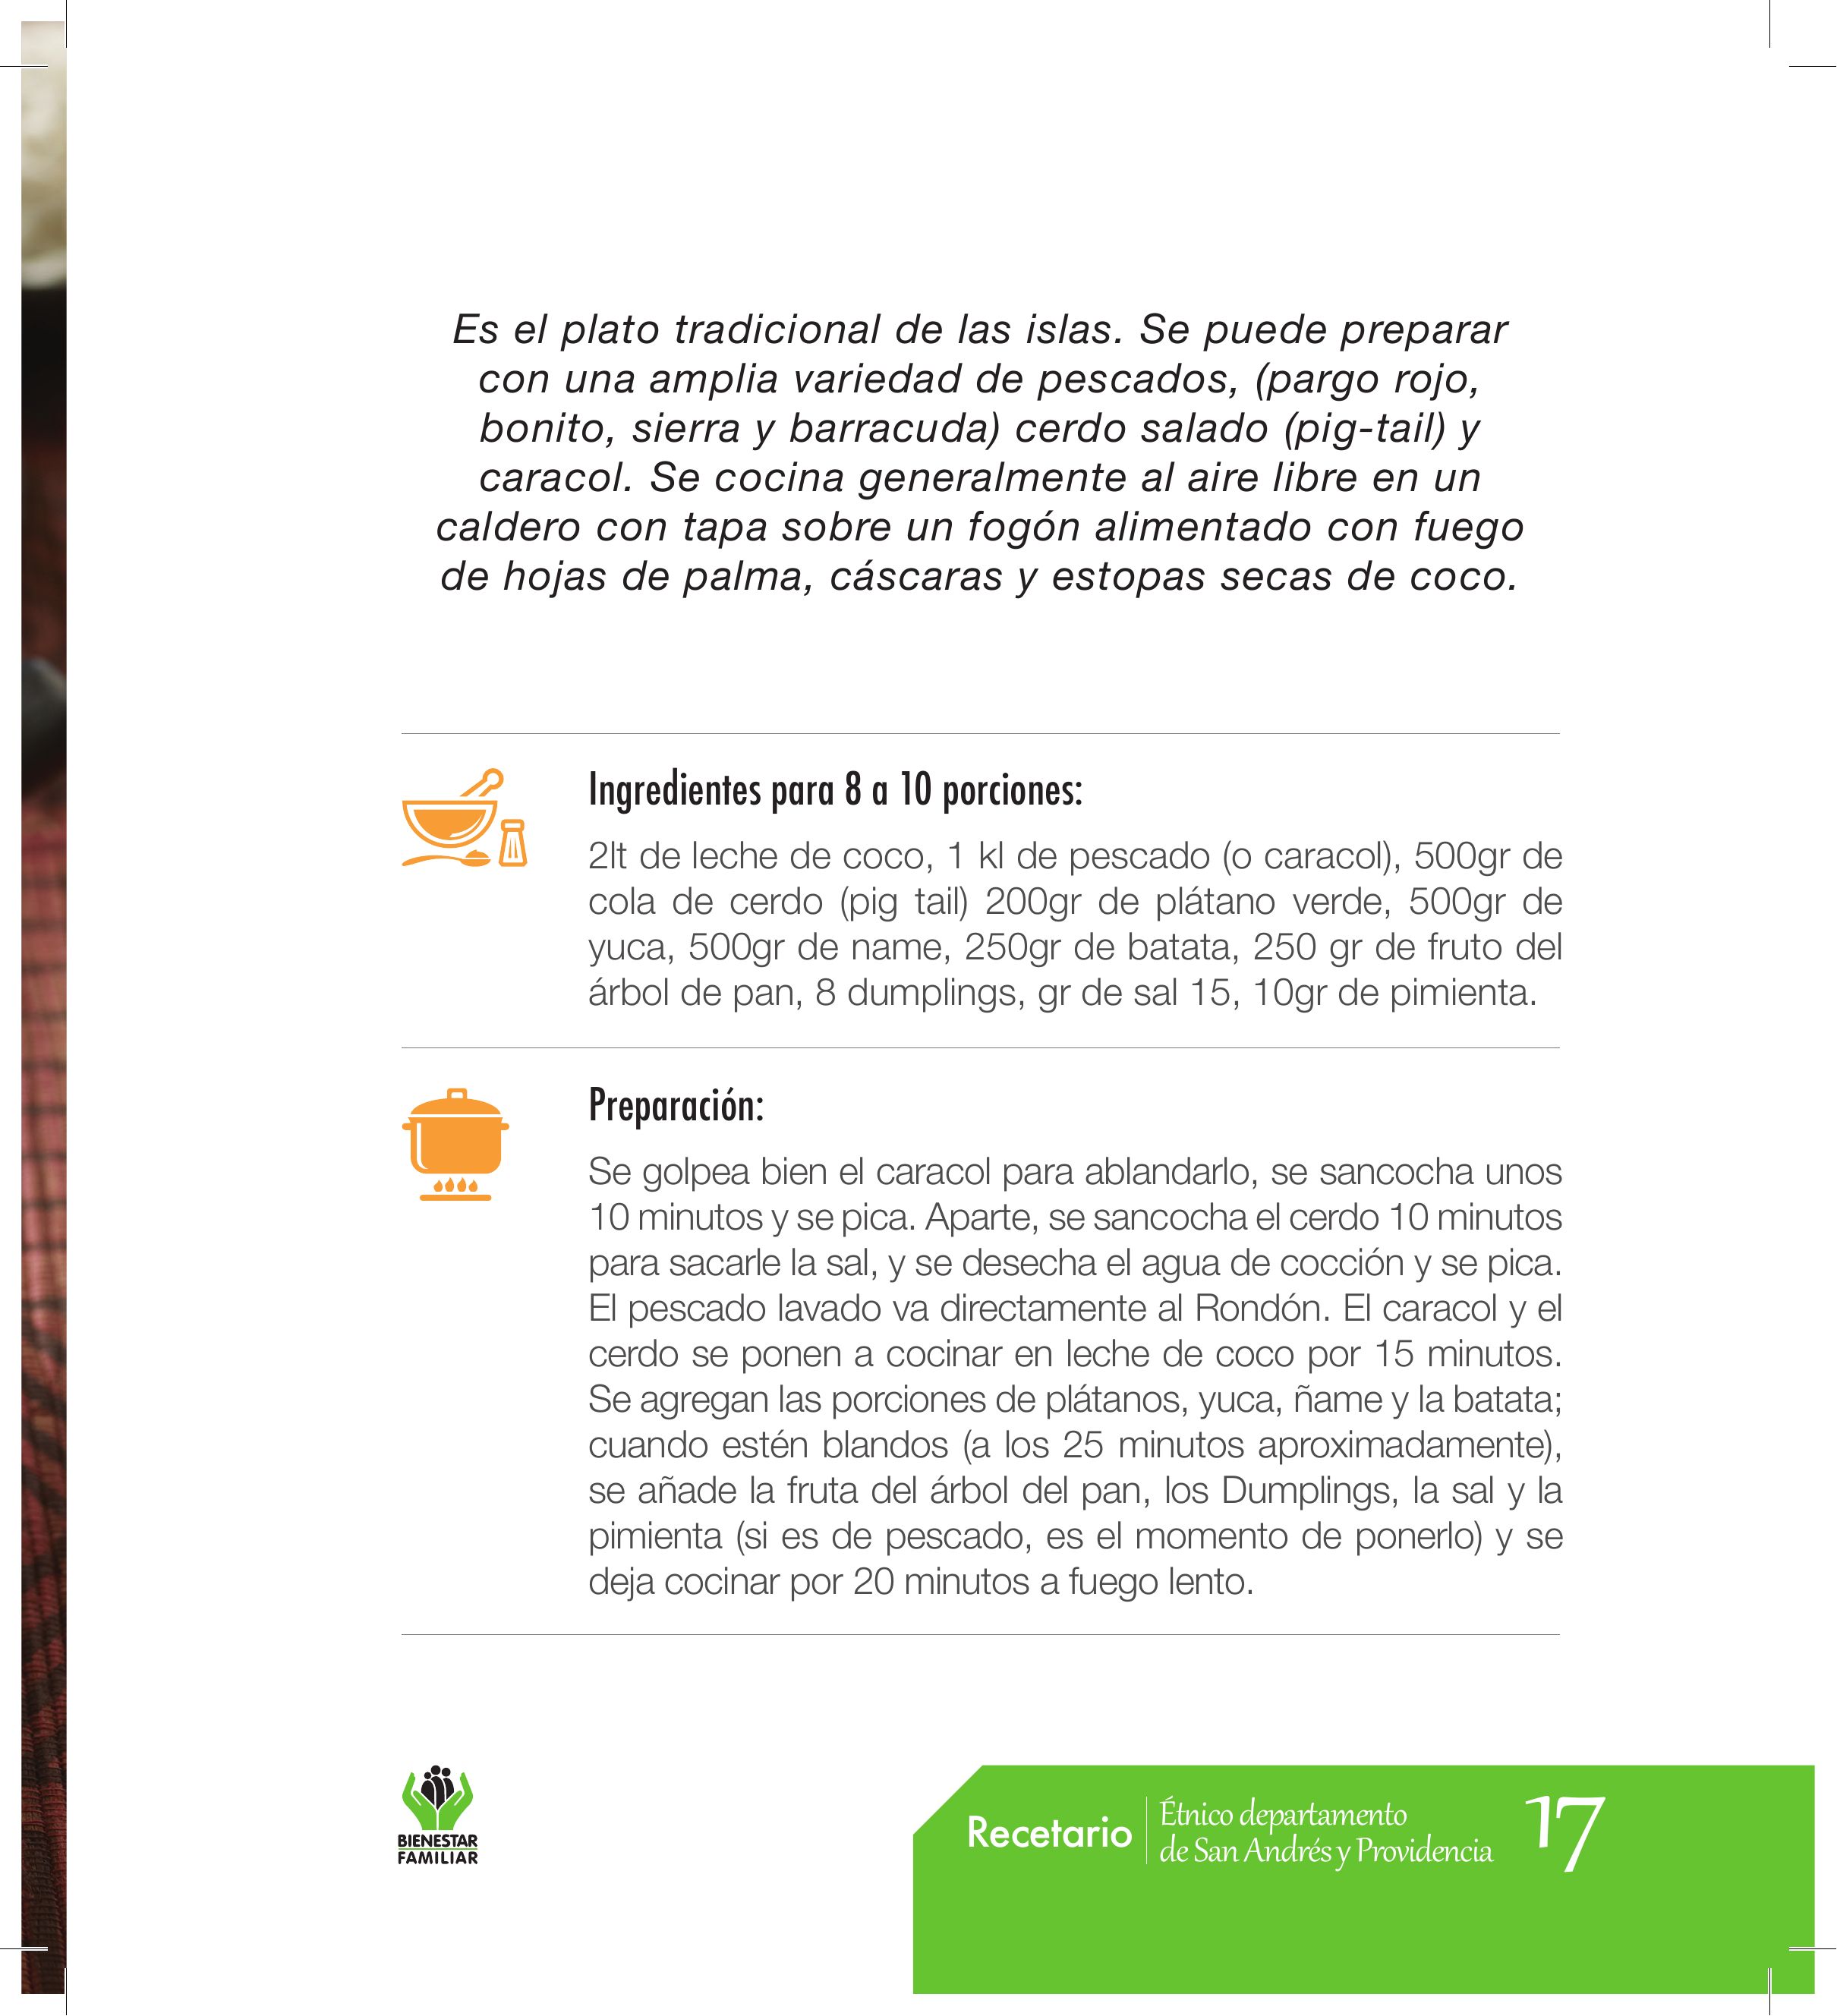 Es el plato tradicional de las islas. Se puede preparar
con una amplia variedad de pescados, (pargo rojo,
bonito, sierra y barracuda) cerdo salado (pig-tail) y
caracol. Se cocina generalmente al aire libre en un
caldero con tapa sobre un fogón alimentado con fuego
de hojas de palma, cáscaras y estopas secas de coco.
Ingredientes para 8 a 10 porciones:
2lt de leche de coco, 1 kl de pescado (o caracol), 500gr de
cola de cerdo (pig tail) 200gr de plátano verde, 500gr de
yuca, 500gr de name, 250gr de batata, 250 gr de fruto del
árbol de pan, 8 dumplings, gr de sal 15, 10gr de pimienta.
Preparación:
Se golpea bien el caracol para ablandarlo, se sancocha unos
10 minutos y se pica. Aparte, se sancocha el cerdo 10 minutos
para sacarle la sal, y se desecha el agua de cocción y se pica.
El pescado lavado va directamente al Rondón. El caracol y el
cerdo se ponen a cocinar en leche de coco por 15 minutos.
Se agregan las porciones de plátanos, yuca, ñame y la batata;
cuando estén blandos (a los 25 minutos aproximadamente),
se añade la fruta del árbol del pan, los Dumplings, la sal y la
pimienta (si es de pescado, es el momento de ponerlo) y se
deja cocinar por 20 minutos a fuego lento.
BIENESTAR
FAMILIAR
Recetario
Étnico departamento
de San Andrés y Providencia
17